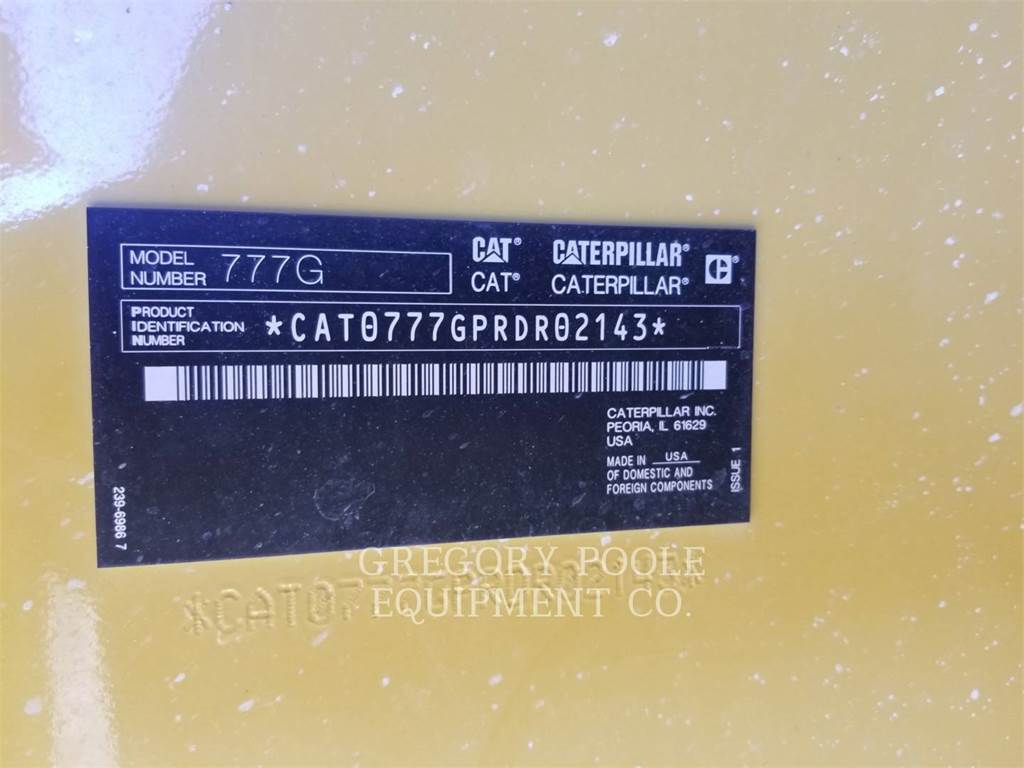 MODEL
NUMBER 777G
CAT® CATERPILLAR®
CAT® CATERPILLAR® C®
PRODUCT
IDENTIFICATION
NUMBER
*CAT0777GPRDR02143*
CATERPILLAR INC.
PEORIA, IL 61629
USA
MADE IN USA
OF DOMESTIC AND
FOREIGN COMPONENTS
ISSUE 1
239-6986 7
GREGORY POOLE
EQUIPMENT CO.